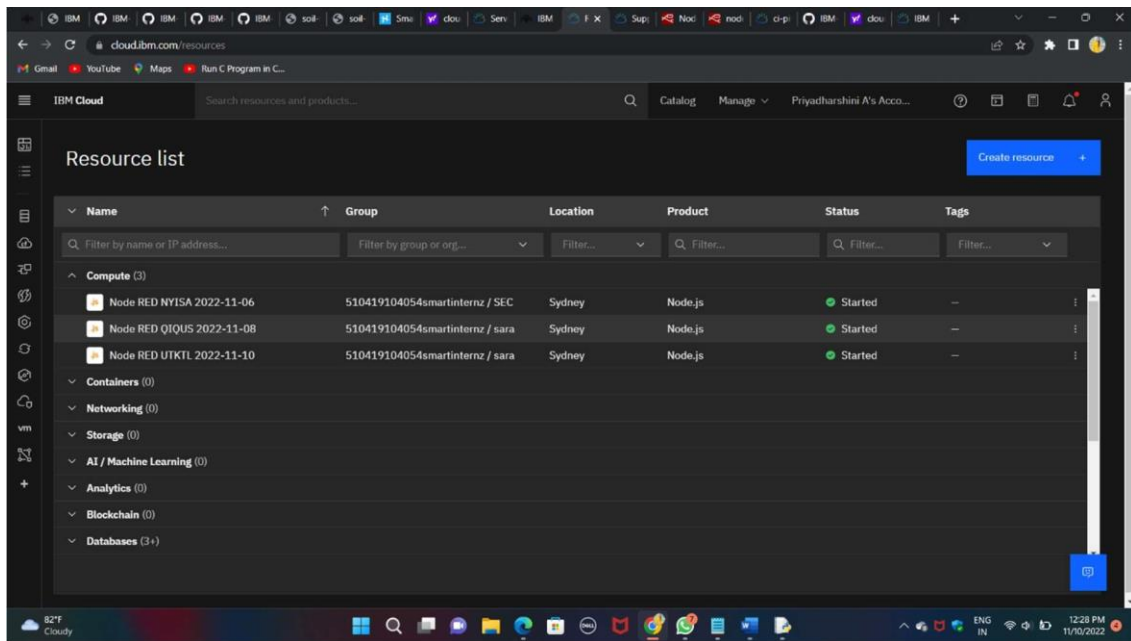 IBM
IBM-
IBM-
IBM-
IBM-
soil-
soil-
Sma
clou
Serv
IBM
Sup
Nod
node
ci-p
IBM
clou
IBM
cloud.ibm.com/resources
Gmail
YouTube
Maps
Run C Program in C...
IBM Cloud
Search resources and products...
Catalog
Manage
Priyadharshini A's Acco...
Resource list
Create resource +
Name
Group
Location
Product
Status
Tags
Filter by name or IP address...
Filter by group or org...
Filter...
Filter...
Filter...
Filter...
Compute (3)
Node RED NYISA 2022-11-06 510419104054smartinternz / SEC Sydney Node.js Started –
Node RED QIQUS 2022-11-08 510419104054smartinternz / sara Sydney Node.js Started –
Node RED UTKTL 2022-11-10 510419104054smartinternz / sara Sydney Node.js Started –
Containers (0)
Networking (0)
vm
Storage (0)
AI / Machine Learning (0)
Analytics (0)
Blockchain (0)
Databases (3+)
82°F
Cloudy
DELL
ENG
IN
12:28 PM
11/10/2022